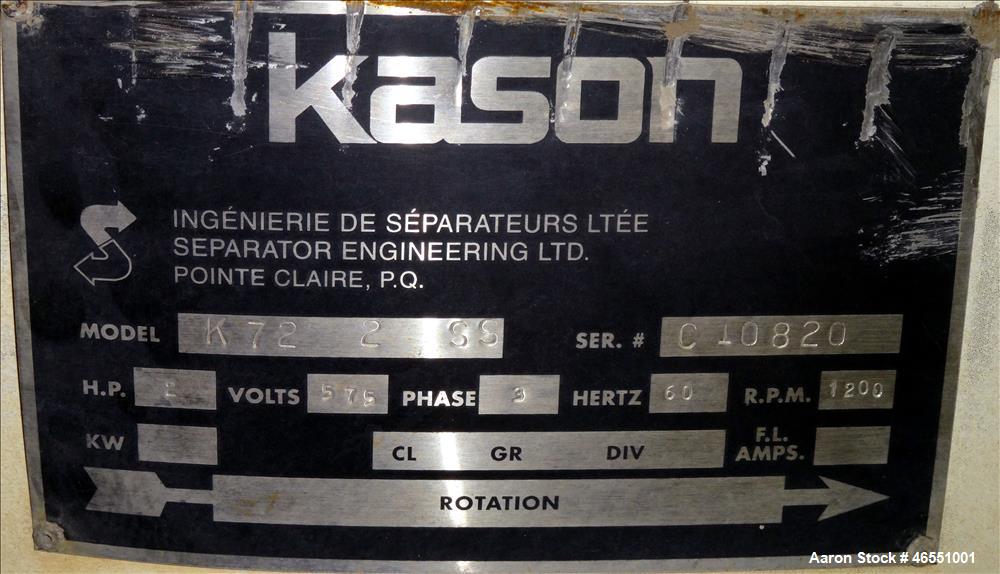 kason
INGÉNIERIE DE SÉPARATEURS LTÉE
SEPARATOR ENGINEERING LTD.
POINTE CLAIRE, P.Q.
MODEL K72 2 SS SER. # C 10820
H.P. VOLTS 575 PHASE 3 HERTZ 60 R.P.M. 1200
KW CL GR DIV F.L. AMPS.
ROTATION
Aaron Stock # 46551001